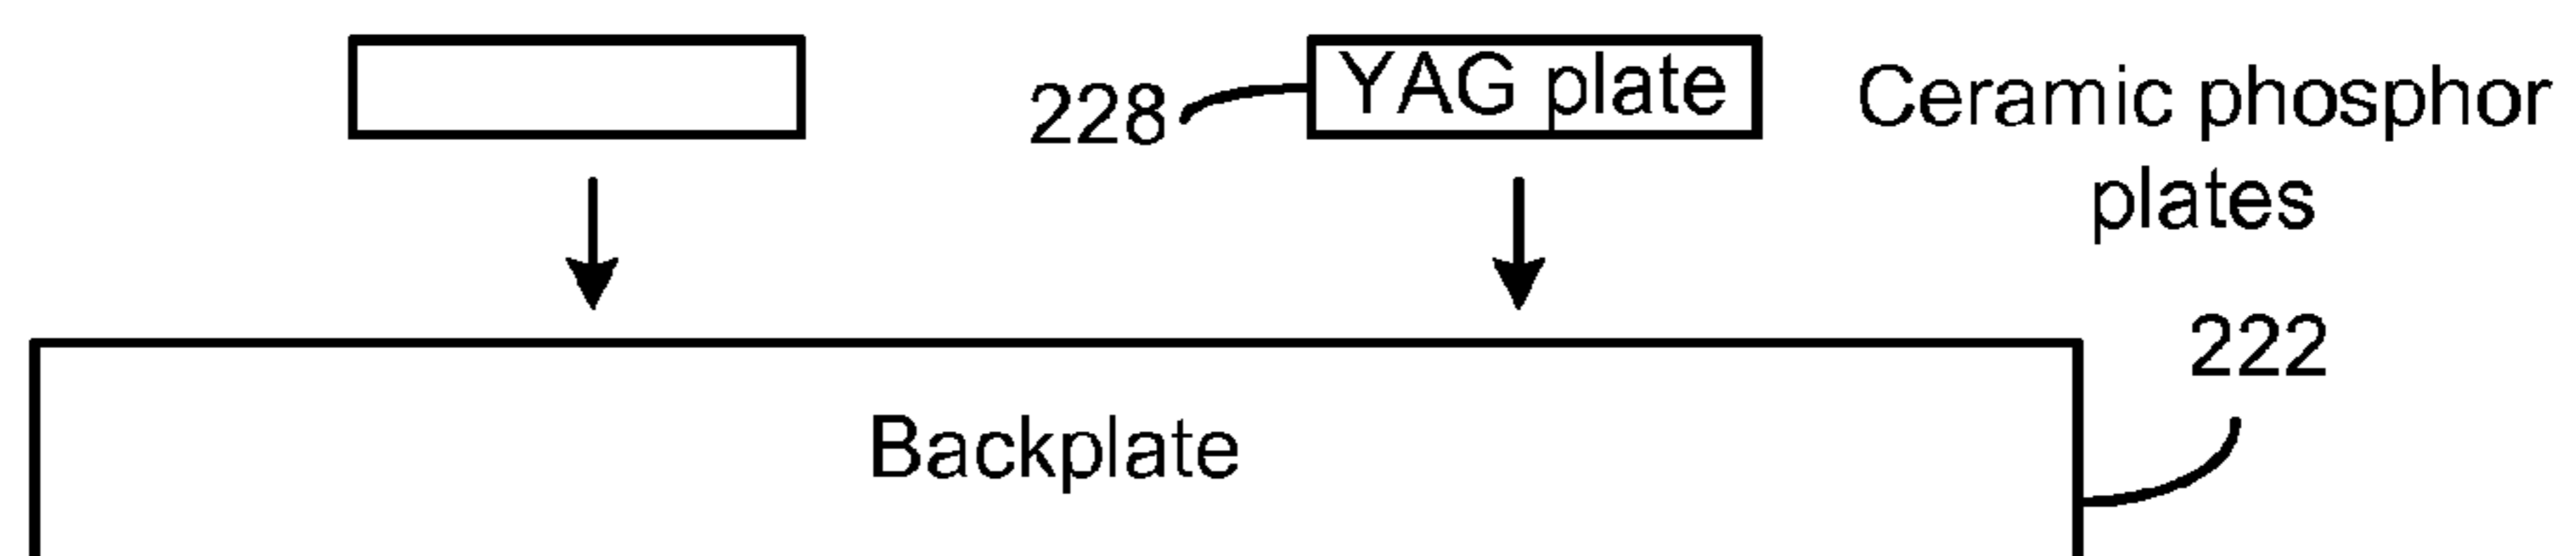 228
YAG plate
Ceramic phosphor
plates
222
Backplate